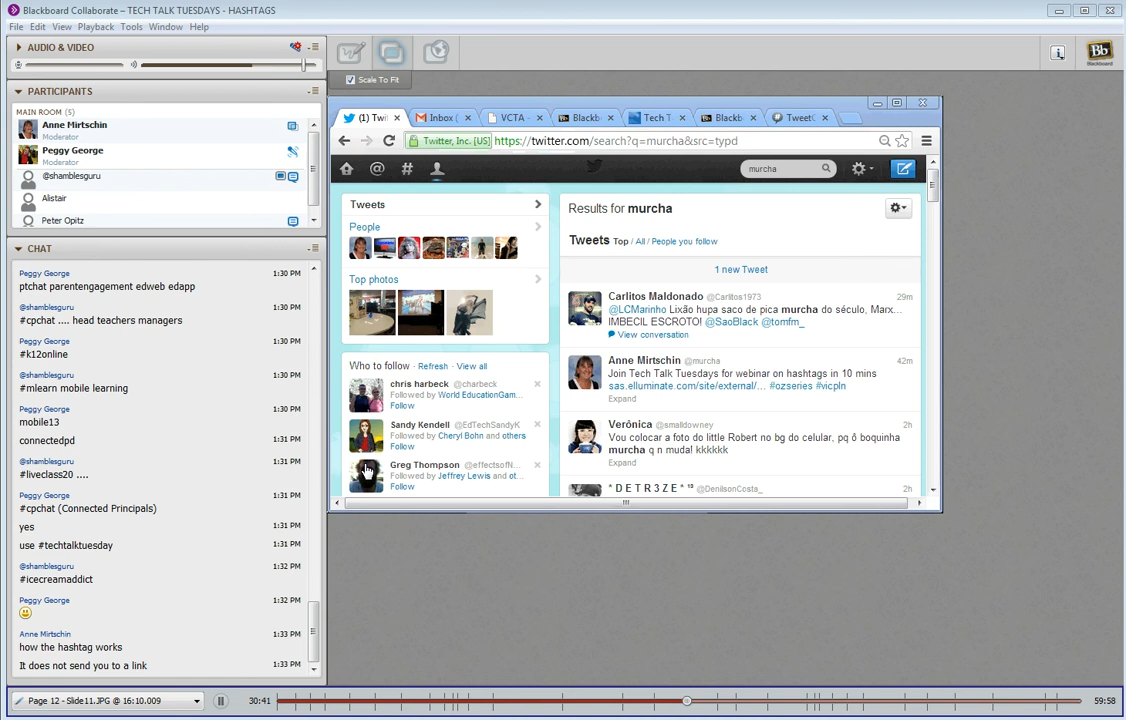 Blackboard Collaborate – TECH TALK TUESDAYS - HASHTAGS
File Edit View Playback Tools Window Help
AUDIO & VIDEO
PARTICIPANTS
MAIN ROOM (5)
Anne Mirtschin
Moderator
Peggy George
Moderator
@shamblesguru
Alistair
Peter Opitz
CHAT
Peggy George 1:30 PM
ptchat parentengagement edweb edapp
@shamblesguru 1:30 PM
#cpchat .... head teachers managers
Peggy George 1:30 PM
#k12online
@shamblesguru 1:30 PM
#mlearn mobile learning
Peggy George 1:30 PM
mobile13
connectedpd 1:31 PM
@shamblesguru 1:31 PM
#liveclass20 ....
Peggy George 1:31 PM
#cpchat (Connected Principals)
yes 1:31 PM
use #techtalktuesday 1:31 PM
@shamblesguru 1:32 PM
#icecreamaddict
Peggy George 1:32 PM
Anne Mirtschin 1:33 PM
how the hashtag works
It does not send you to a link 1:33 PM
Page 12 - Slide11.JPG @ 16:10.009
30:41
59:58
Scale To Fit
Bb
Blackboard
(1) Twi
Inbox (
VCTA -
Blackb
Tech T
Blackb
TweetC
Twitter, Inc. [US] https://twitter.com/search?q=murcha&src=typd
murcha
Tweets
People
Top photos
Who to follow · Refresh · View all
chris harbeck @charbeck
Followed by World EducationGam...
Follow
Sandy Kendell @EdTechSandyK
Followed by Cheryl Bohn and others
Follow
Greg Thompson @effectsofN...
Followed by Jeffrey Lewis and ot...
Follow
Results for murcha
Tweets Top / All / People you follow
1 new Tweet
Carlitos Maldonado @Carlitos1973 29m
@LCMarinho Lixão hupa saco de pica murcha do século, Marx...
IMBECIL ESCROTO! @SaoBlack @tomfm_
View conversation
Anne Mirtschin @murcha 42m
Join Tech Talk Tuesdays for webinar on hashtags in 10 mins
sas.elluminate.com/site/external/... #ozseries #vicpln
Expand
Verônica @smalldowney 2h
Vou colocar a foto do little Robert no bg do celular, pq ô boquinha
murcha q n muda! kkkkkk
Expand
* D E T R 3 Z E * ¹³ @DenilsonCosta_ 2h